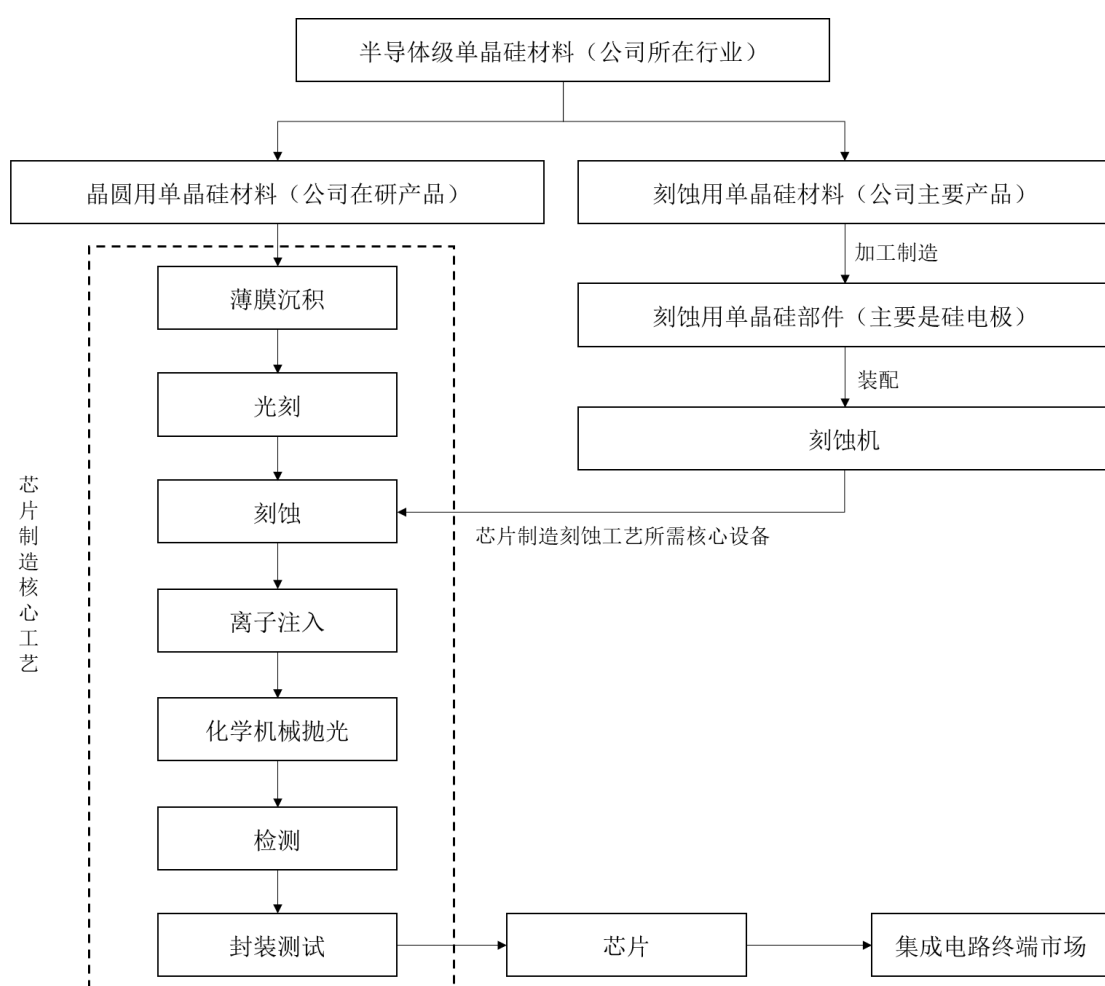 半导体级单晶硅材料（公司所在行业）
晶圆用单晶硅材料（公司在研产品）
刻蚀用单晶硅材料（公司主要产品）
加工制造
薄膜沉积
刻蚀用单晶硅部件（主要是硅电极）
装配
光刻
刻蚀机
芯片制造核心工艺
刻蚀
芯片制造刻蚀工艺所需核心设备
离子注入
化学机械抛光
检测
封装测试
芯片
集成电路终端市场